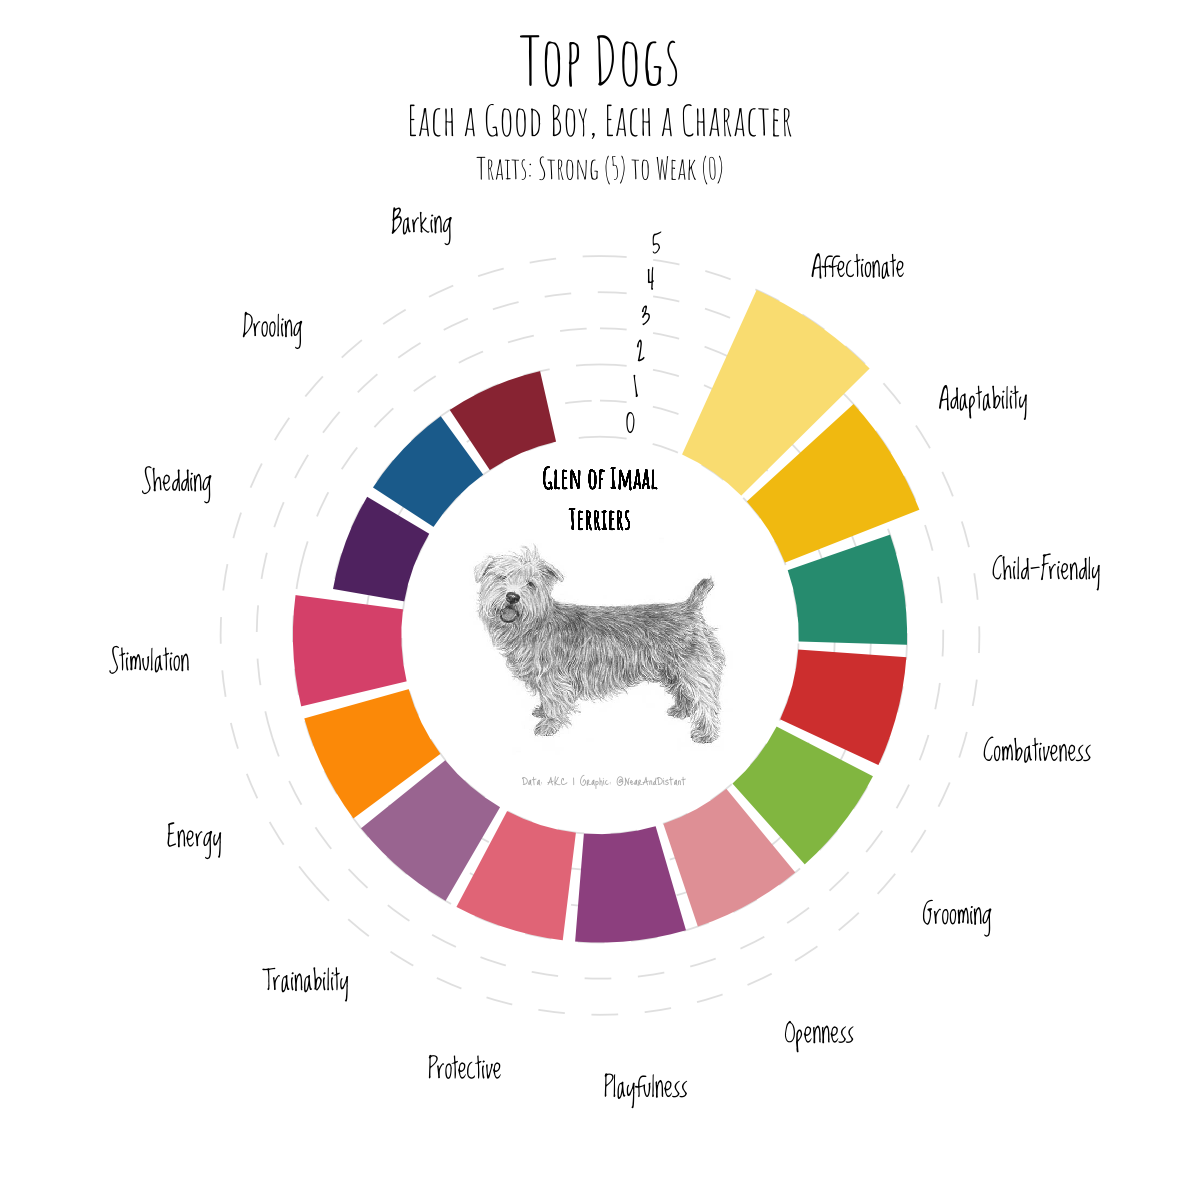 Top Dogs
Each a Good Boy, Each a Character
Traits: Strong (5) to Weak (0)
Barking
5
Affectionate
4
3
Drooling
2
1
Adaptability
0
Glen of Imaal
Terriers
Shedding
Child-Friendly
Stimulation
Combativeness
Data: AKC | Graphic: @NearAndDistant
Energy
Grooming
Trainability
Openness
Protective
Playfulness